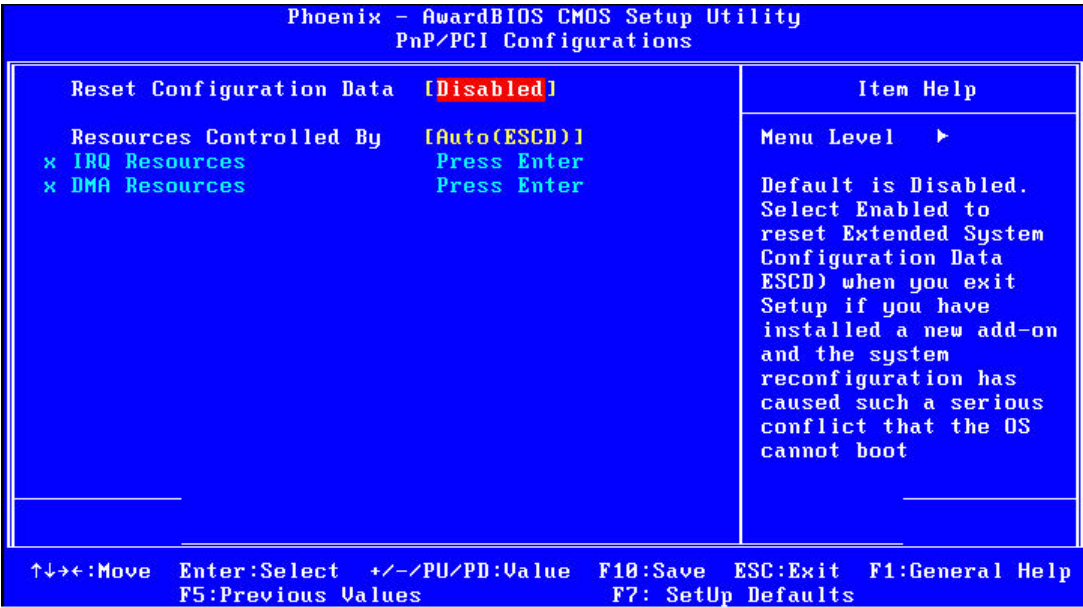 Phoenix - AwardBIOS CMOS Setup Utility
PnP/PCI Configurations
Reset Configuration Data [Disabled]
Resources Controlled By [Auto(ESCD)]
x IRQ Resources Press Enter
x DMA Resources Press Enter
Item Help
Menu Level ►
Default is Disabled.
Select Enabled to
reset Extended System
Configuration Data
ESCD) when you exit
Setup if you have
installed a new add-on
and the system
reconfiguration has
caused such a serious
conflict that the OS
cannot boot
↑↓→←:Move Enter:Select +/-/PU/PD:Value F10:Save ESC:Exit F1:General Help
F5:Previous Values F7: SetUp Defaults